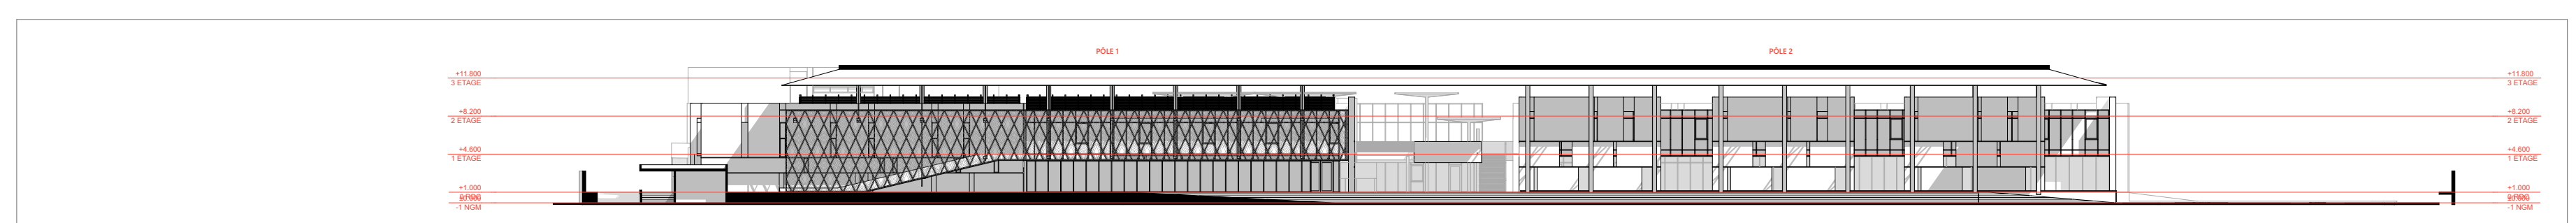 PÔLE 1
PÔLE 2
+11.800
3 ETAGE
+8.200
2 ETAGE
+4.600
1 ETAGE
+1.000
-1 NGM
+11.800
3 ETAGE
+8.200
2 ETAGE
+4.600
1 ETAGE
+1.000
-1 NGM